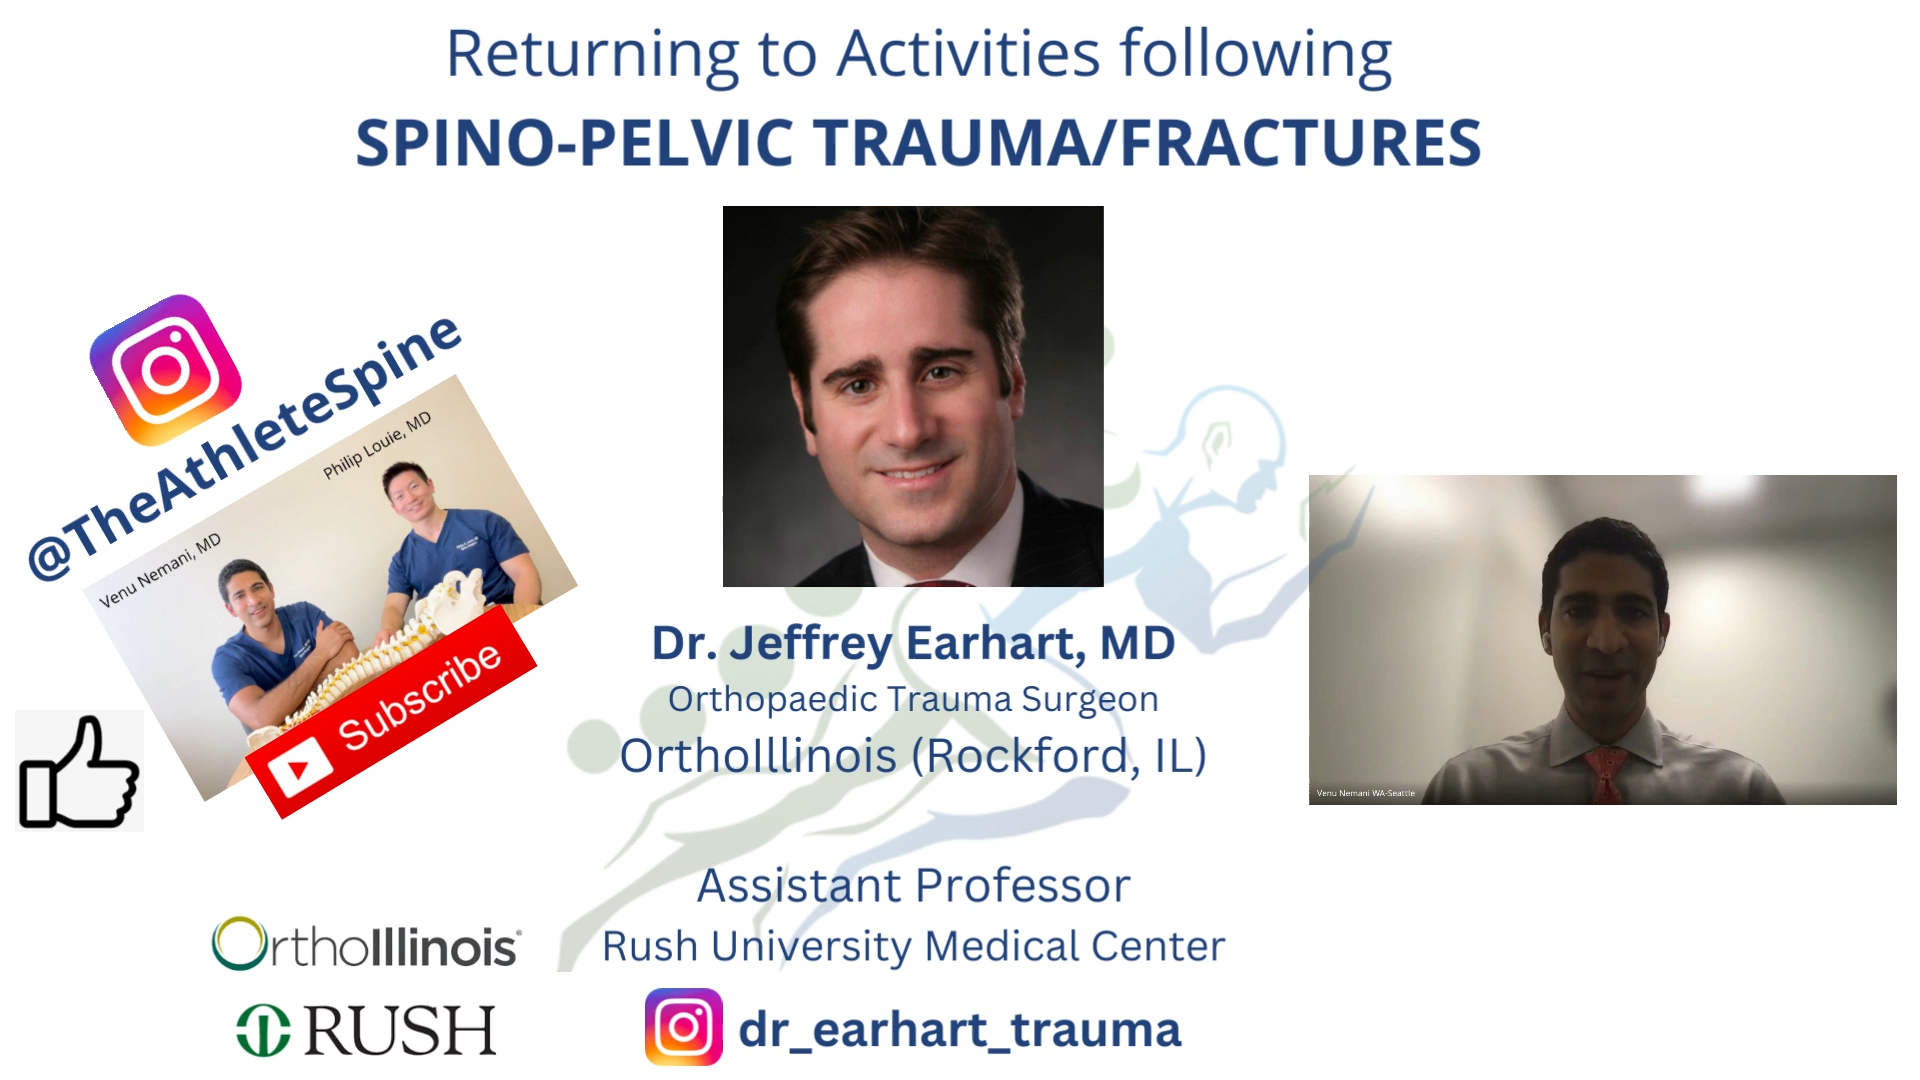 Returning to Activities following
SPINO-PELVIC TRAUMA/FRACTURES
@TheAthleteSpine
Philip Louie, MD
Venu Nemani, MD
Subscribe
Dr. Jeffrey Earhart, MD
Orthopaedic Trauma Surgeon
OrthoIllinois (Rockford, IL)
Venu Nemani WA-Seattle
Assistant Professor
Rush University Medical Center
OrthoIllinois
RUSH
dr_earhart_trauma